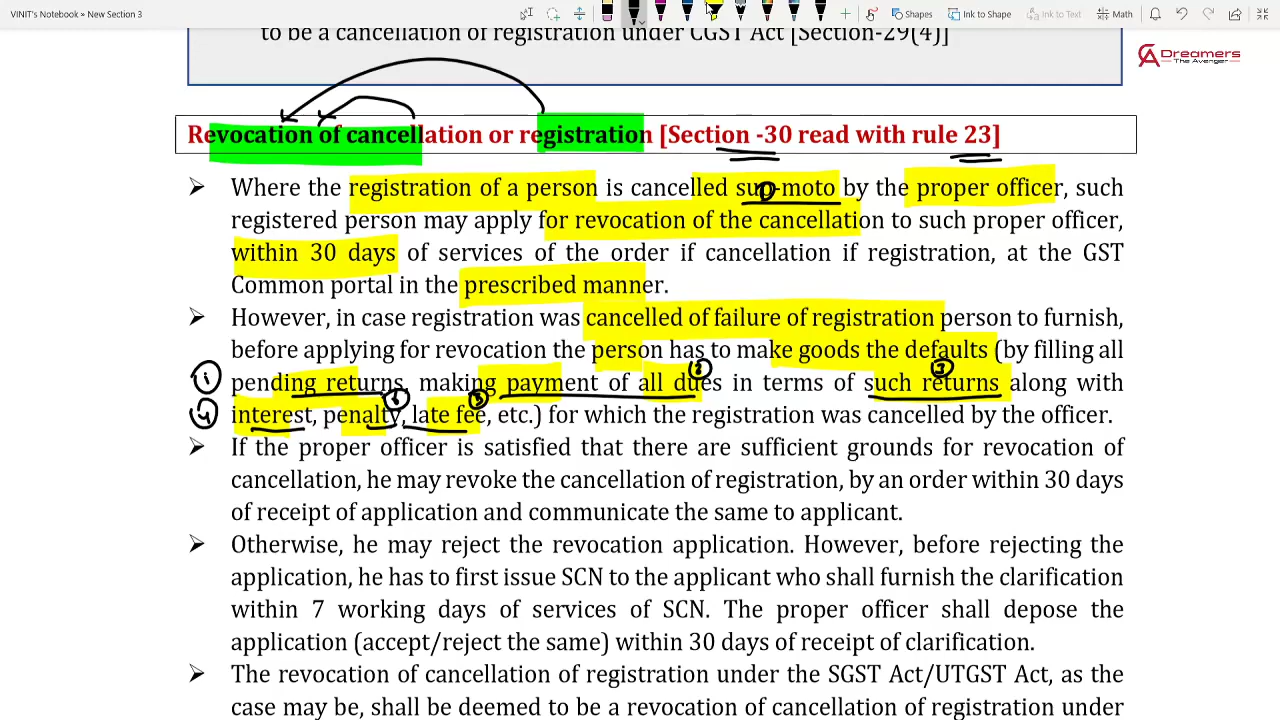 VINIT's Notebook > New Section 3
Shapes
Ink to Shape
Ink to Text
Math
to be a cancellation of registration under CGST Act [Section-29(4)]
Dreamers
The Avenger
Revocation of cancellation or registration [Section -30 read with rule 23]
Where the registration of a person is cancelled suo-moto by the proper officer, such
registered person may apply for revocation of the cancellation to such proper officer,
within 30 days of services of the order if cancellation if registration, at the GST
Common portal in the prescribed manner.
However, in case registration was cancelled of failure of registration person to furnish,
before applying for revocation the person has to make goods the defaults (by filling all
pending returns, making payment of all dues in terms of such returns along with
interest, penalty, late fee, etc.) for which the registration was cancelled by the officer.
If the proper officer is satisfied that there are sufficient grounds for revocation of
cancellation, he may revoke the cancellation of registration, by an order within 30 days
of receipt of application and communicate the same to applicant.
Otherwise, he may reject the revocation application. However, before rejecting the
application, he has to first issue SCN to the applicant who shall furnish the clarification
within 7 working days of services of SCN. The proper officer shall depose the
application (accept/reject the same) within 30 days of receipt of clarification.
The revocation of cancellation of registration under the SGST Act/UTGST Act, as the
case may be, shall be deemed to be a revocation of cancellation of registration under